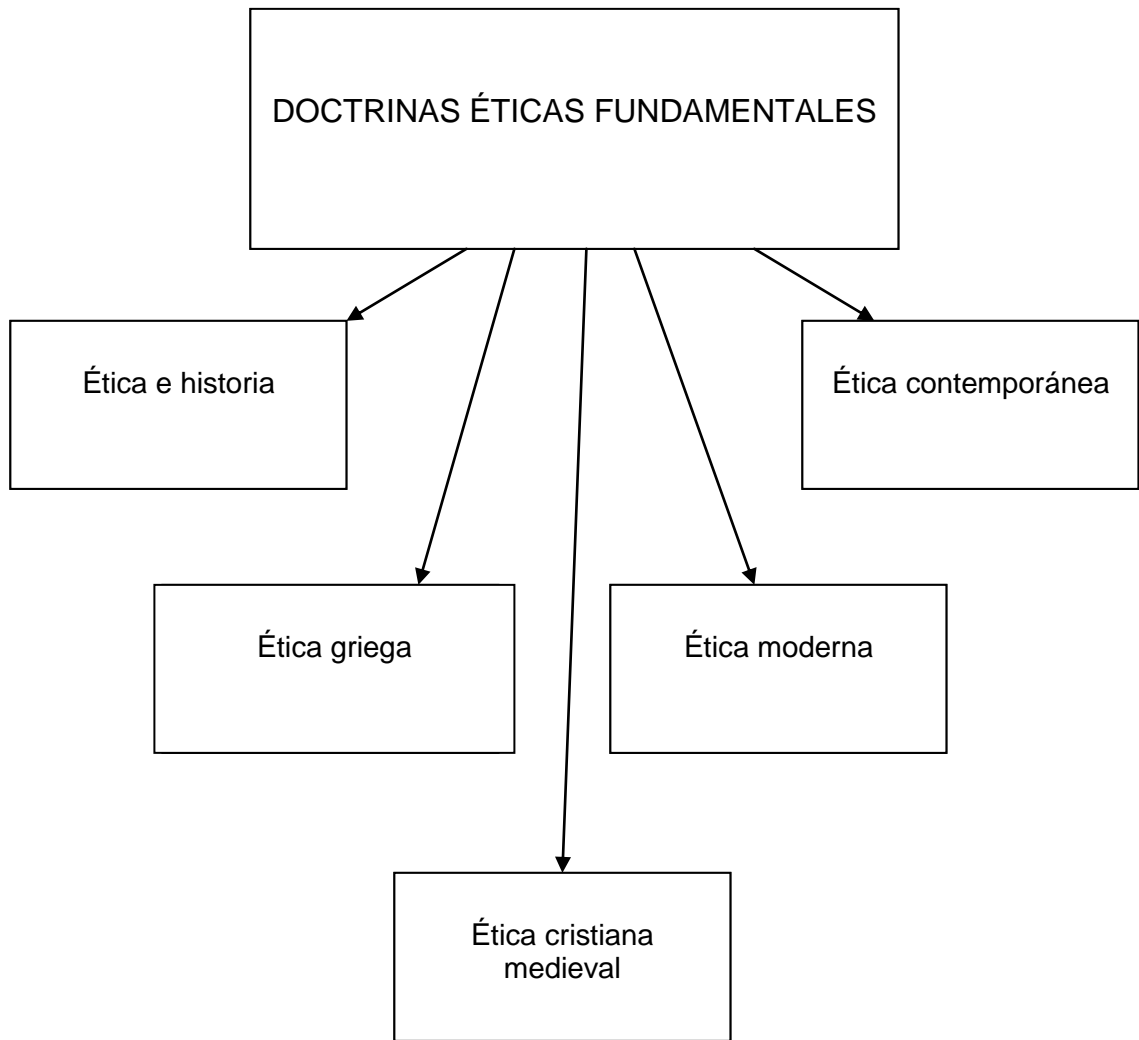 DOCTRINAS ÉTICAS FUNDAMENTALES
Ética e historia
Ética contemporánea
Ética griega
Ética moderna
Ética cristiana
medieval